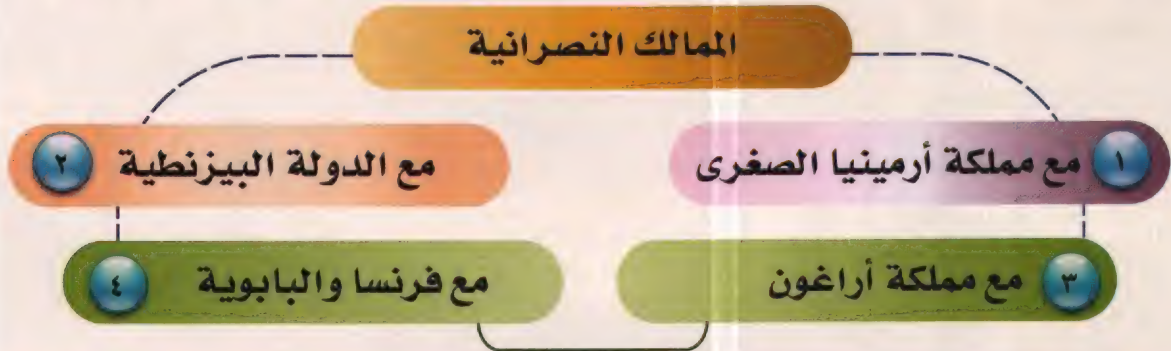 الممالك النصرانية
١ مع مملكة أرمينيا الصغرى
٢ مع الدولة البيزنطية
٣ مع مملكة أراغون
٤ مع فرنسا والبابوية